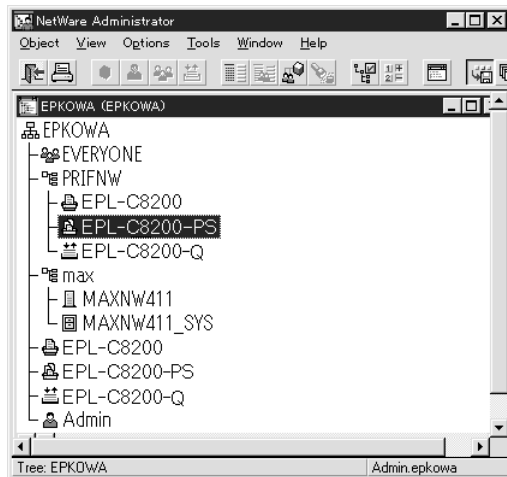 NetWare Administrator
Object View Options Tools Window Help
EPKOWA (EPKOWA)
EPKOWA
EVERYONE
PRIFNW
EPL-C8200
EPL-C8200-PS
EPL-C8200-Q
max
MAXNW411
MAXNW411_SYS
EPL-C8200
EPL-C8200-PS
EPL-C8200-Q
Admin
Tree: EPKOWA Admin.epkowa